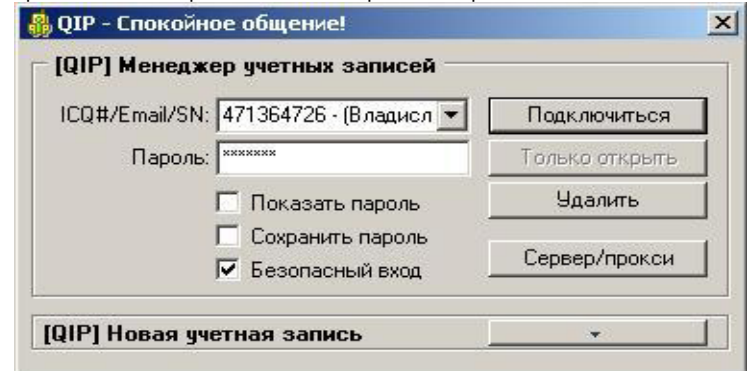 QIP - Спокойное общение!
[QIP] Менеджер учетных записей
ICQ#/Email/SN: 471364726 - (Владисл Подключиться
Пароль: ******* Только открыть
Показать пароль Удалить
Сохранить пароль
Безопасный вход Сервер/прокси
[QIP] Новая учетная запись